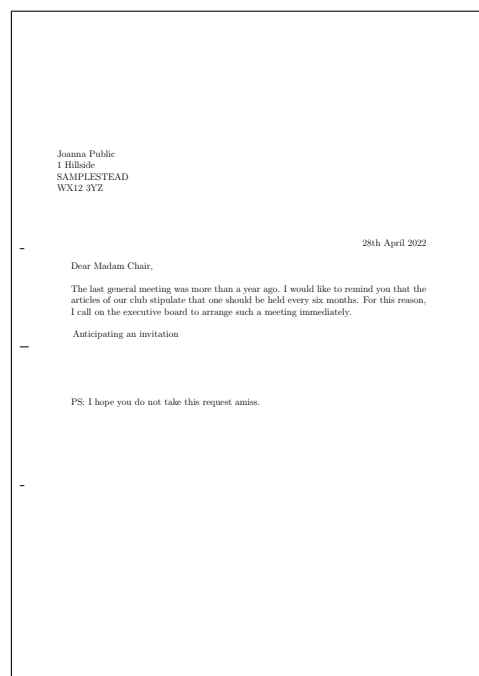 Joanna Public
1 Hillside
SAMPLESTEAD
WX12 3YZ
28th April 2022
Dear Madam Chair,
The last general meeting was more than a year ago. I would like to remind you that the
articles of our club stipulate that one should be held every six months. For this reason,
I call on the executive board to arrange such a meeting immediately.
Anticipating an invitation
PS: I hope you do not take this request amiss.